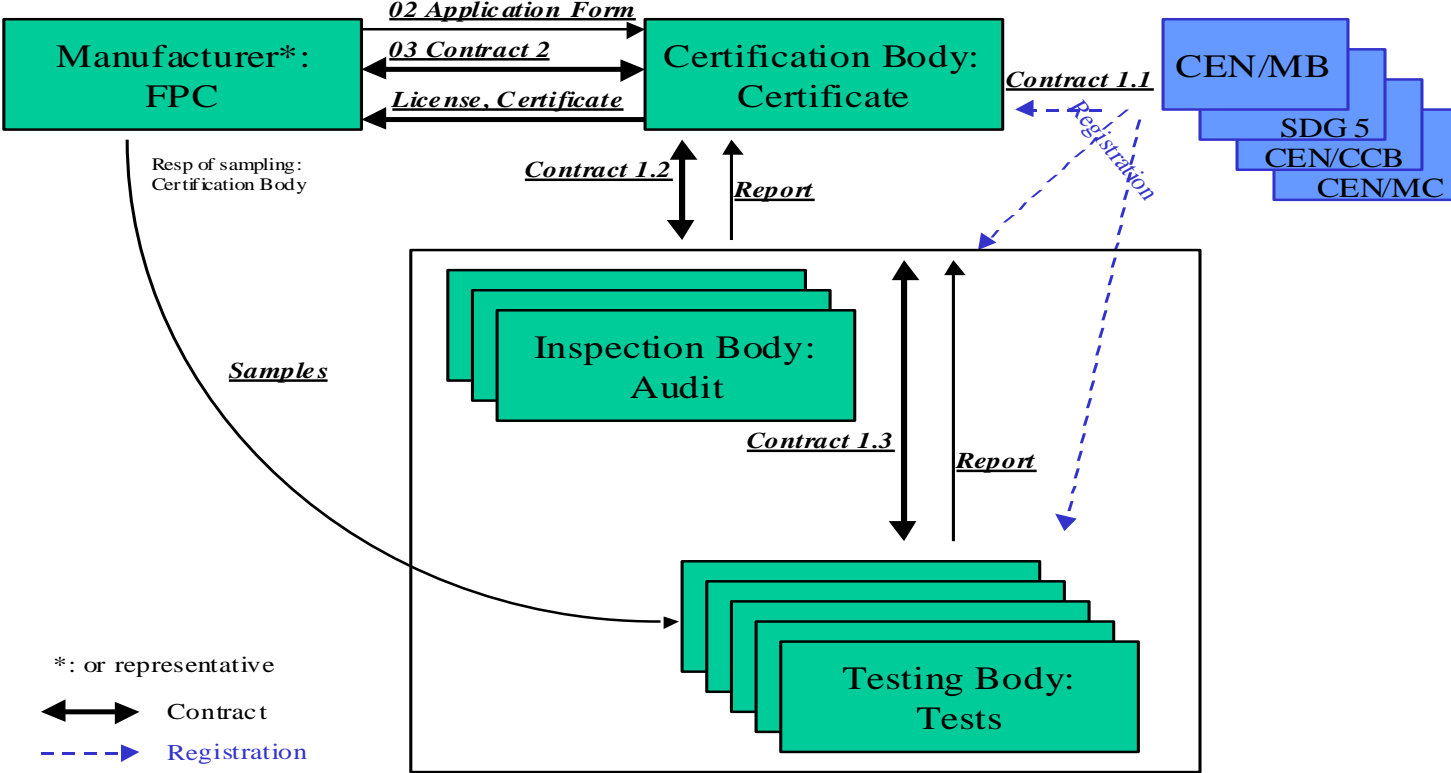 02 Application Form
Manufacturer*:
FPC
03 Contract 2
License, Certificate
Certification Body:
Certificate
Contract 1.1
CEN/MB
SDG 5
CEN/CCB
CEN/MC
Registration
Resp of sampling:
Certification Body
Contract 1.2
Report
Inspection Body:
Audit
Samples
Contract 1.3
Report
Testing Body:
Tests
*: or representative
Contract
Registration